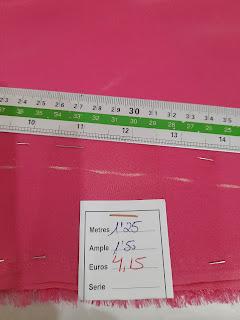 23 24 25 26 27 28 29 30 31 32 33 34 35
10 11 12 13 14
Metres 1'25
Ample 1'50
Euros 4,15
Serie